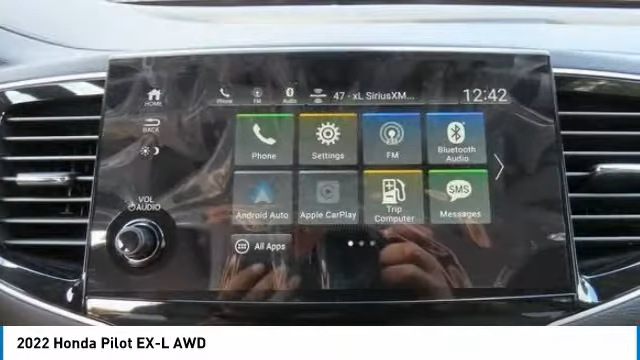 HOME
Phone FM Audio 47 - xL SiriusXM... 12:42
BACK
Phone Settings FM Bluetooth Audio
VOL
AUDIO
Android Auto Apple CarPlay Trip Computer SMS Messages
All Apps
2022 Honda Pilot EX-L AWD